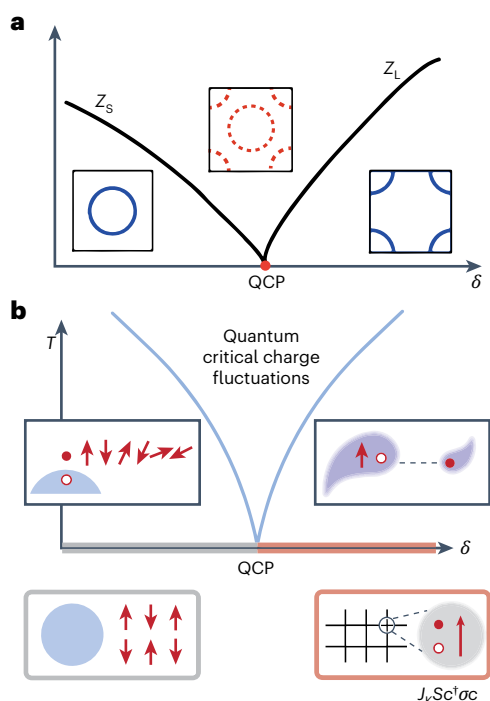 a
Z_S
Z_L
QCP
δ
b
T
Quantum
critical charge
fluctuations
δ
QCP
J_K Sc†σc